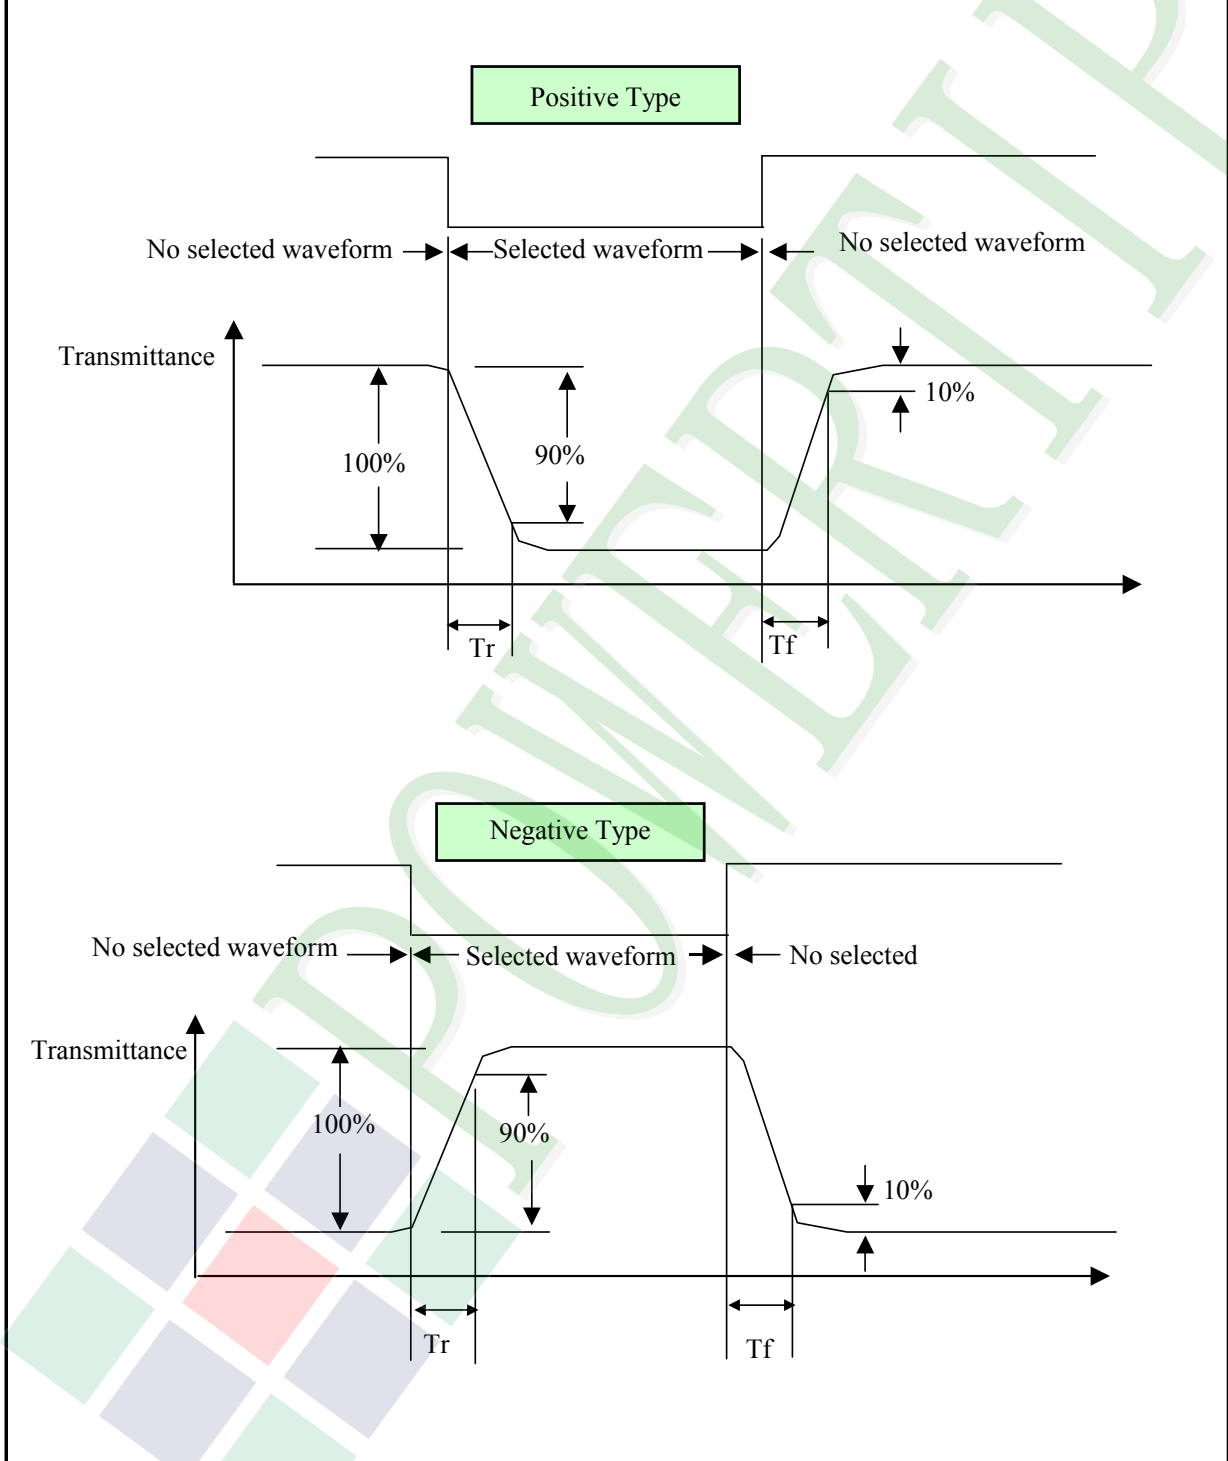 Positive Type
No selected waveform
Selected waveform
No selected waveform
Transmittance
10%
100%
90%
Tr
Tf
Negative Type
No selected waveform
Selected waveform
No selected
Transmittance
100%
90%
10%
Tr
Tf
POWERTIP